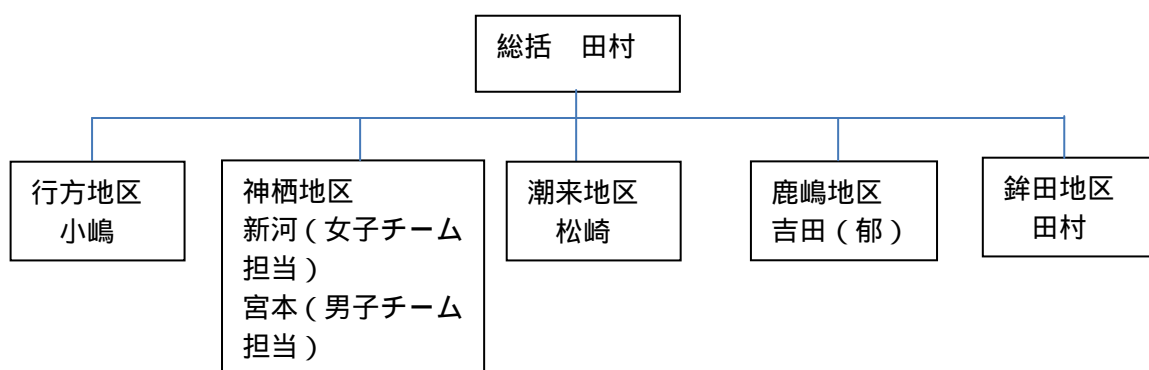 総括　田村
行方地区
小嶋
神栖地区
新河（女子チーム
担当）
宮本（男子チーム
担当）
潮来地区
松崎
鹿嶋地区
吉田（郁）
鉾田地区
田村